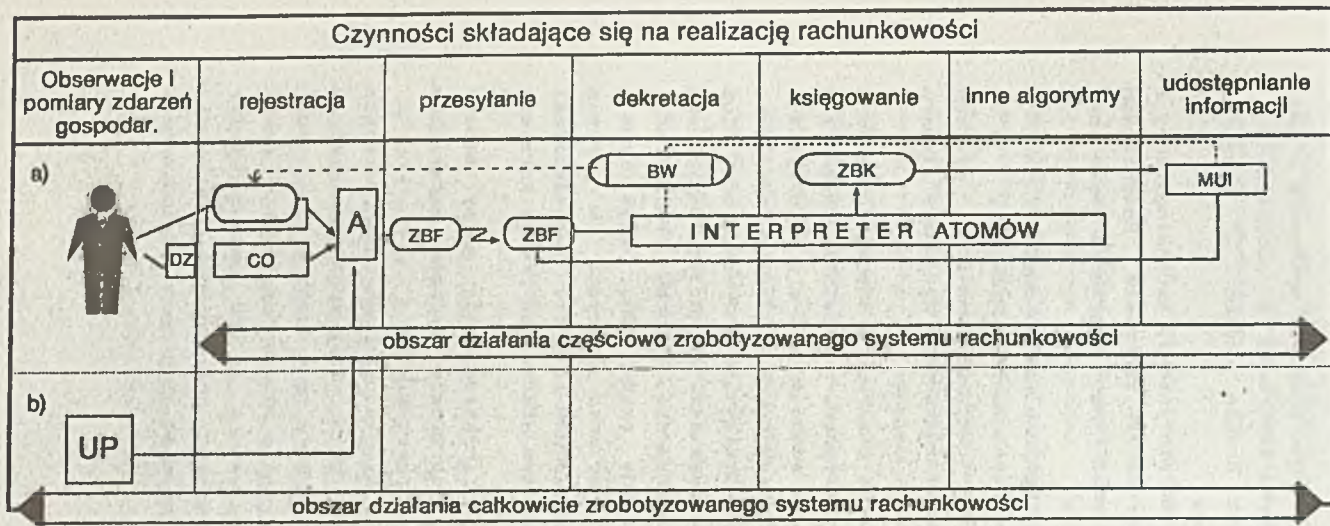 Czynności składające się na realizację rachunkowości
Obserwacje i
pomiary zdarzeń
gospodar.
rejestracja
przesyłanie
dekretacja
księgowanie
inne algorytmy
udostępnianie
informacji
a)
BW
ZBK
MUI
A
ZBF
ZBF
INTERPRETER ATOMÓW
DZ
CO
obszar działania częściowo zrobotyzowanego systemu rachunkowości
b)
UP
obszar działania całkowicie zrobotyzowanego systemu rachunkowości